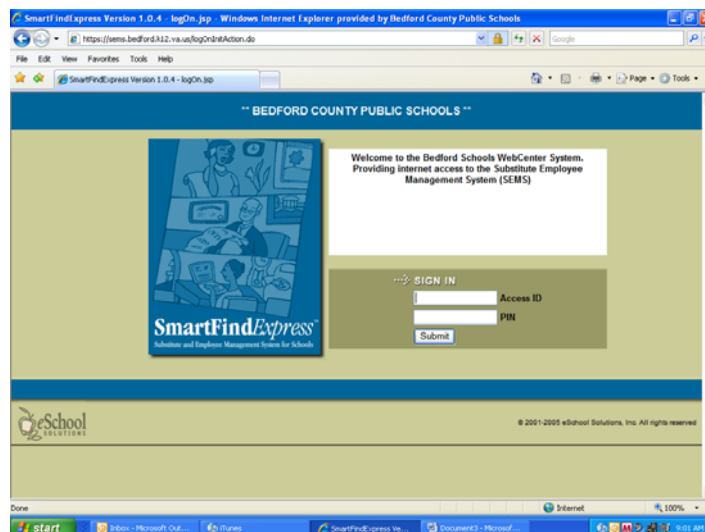 SmartFindExpress Version 1.0.4 - logOn.jsp - Windows Internet Explorer provided by Bedford County Public Schools
https://sems.bedford.k12.va.us/logOnInitAction.do
Google
File Edit View Favorites Tools Help
SmartFindExpress Version 1.0.4 - logOn.jsp
Page Tools
** BEDFORD COUNTY PUBLIC SCHOOLS **
Welcome to the Bedford Schools WebCenter System.
Providing internet access to the Substitute Employee
Management System (SEMS)
SIGN IN
Access ID
PIN
Submit
SmartFindExpress™
Substitute and Employee Management System for Schools
eSchool
SOLUTIONS
© 2001-2005 eSchool Solutions, Inc. All rights reserved
Done
Internet
100%
start
Inbox - Microsoft Out...
iTunes
SmartFindExpress Ve...
Document3 - Microsof...
9:01 AM